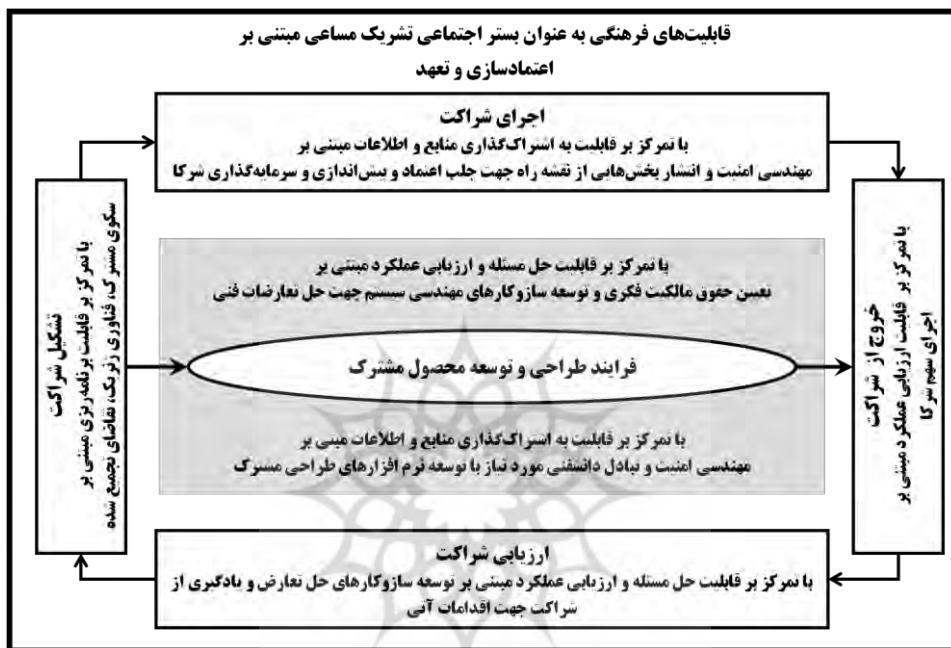 قابلیت‌های فرهنگی به عنوان بستر اجتماعی تشریک مساعی مبتنی بر
اعتمادسازی و تعهد
اجرای شراکت
با تمرکز بر قابلیت به اشتراک‌گذاری منابع و اطلاعات مبتنی بر
مهندسی امنیت و انتشار بخش‌هایی از نقشه راه جهت جلب اعتماد و پیش‌اندازی و سرمایه‌گذاری شرکا
تشکیل شراکت
با تمرکز بر قابلیت برنامه‌ریزی مبتنی بر
سکوی مشترک، فناوری ژنریک، تقاضای تجمیع شده
با تمرکز بر قابلیت حل مسئله و ارزیابی عملکرد مبتنی بر
تعیین حقوق مالکیت فکری و توسعه سازوکارهای مهندسی سیستم جهت حل تعارضات فنی
فرایند طراحی و توسعه محصول مشترک
با تمرکز بر قابلیت به اشتراک‌گذاری منابع و اطلاعات مبنی بر
مهندسی امنیت و تبادل دانشفنی مورد نیاز با توسعه نرم افزارهای طراحی مشترک
خروج از شراکت
با تمرکز بر قابلیت ارزیابی عملکرد مبتنی بر
اجرای سهم شرکا
ارزیابی شراکت
با تمرکز بر قابلیت حل مسئله و ارزیابی عملکرد مبتنی بر توسعه سازوکارهای حل تعارض و یادگیری از
شراکت جهت اقدامات آتی